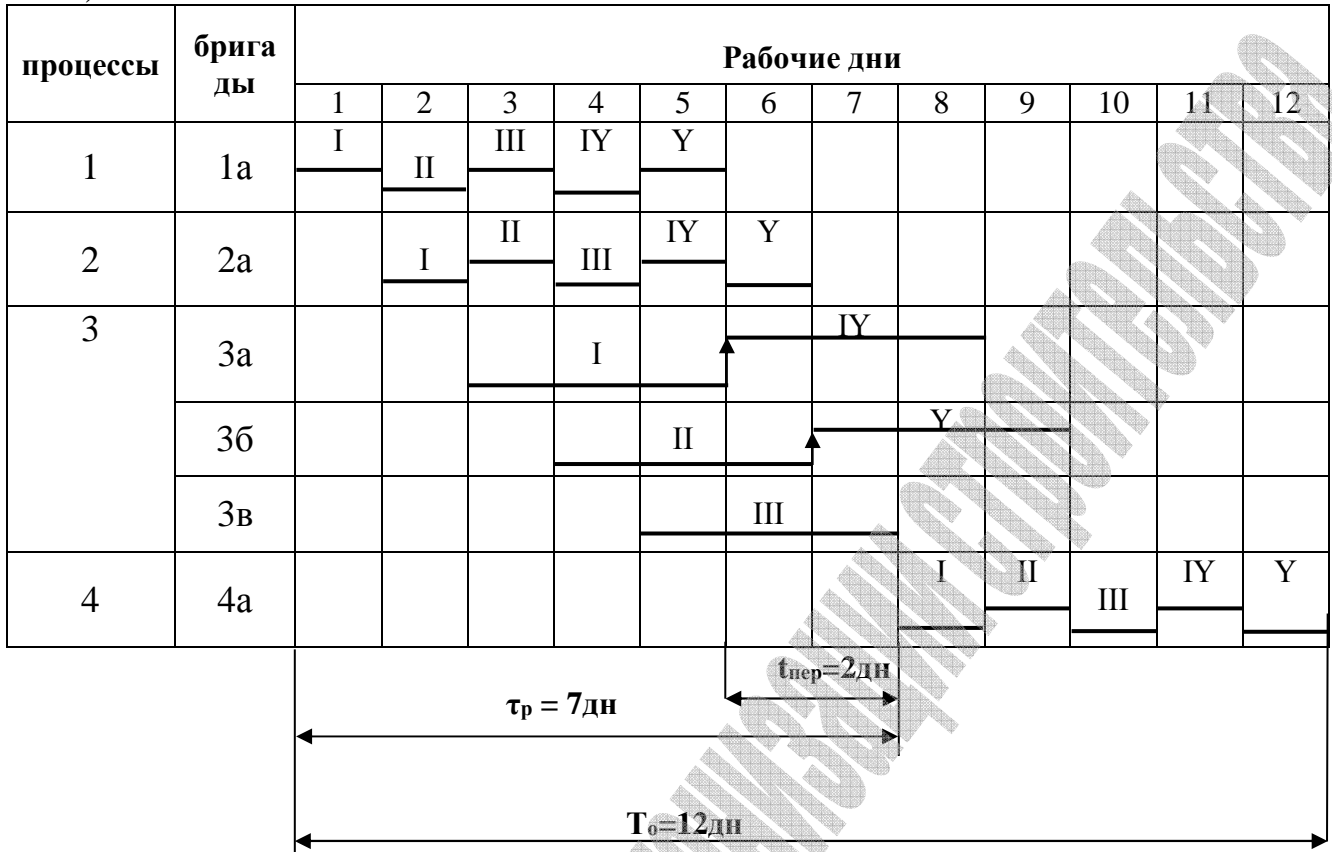 процессы брига
ды Рабочие дни
1 2 3 4 5 6 7 8 9 10 11 12
1 1а I II III IY Y
2 2а I II III IY Y
3 3а I IY
3б II Y
3в III
4 4а I II III IY Y
tпер=2дн
τр = 7дн
То=12дн